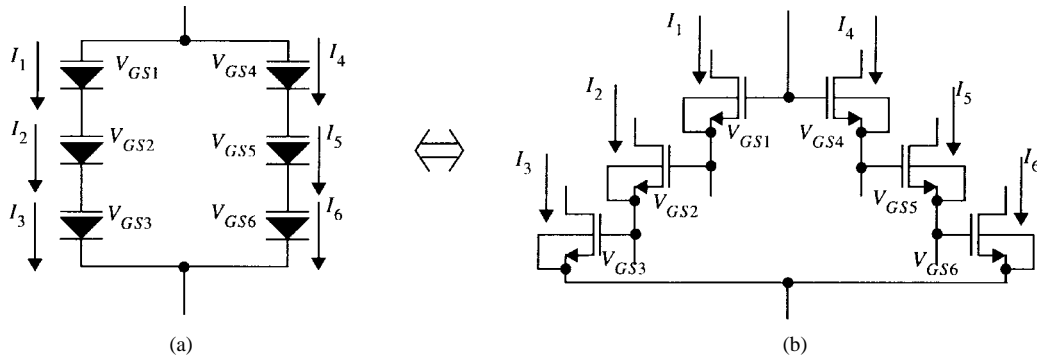 I1 VGS1 VGS4 I4
I2 VGS2 VGS5 I5
I3 VGS3 VGS6 I6
(a)
I1 I4
I2 VGS1 VGS4 I5
I3 VGS2 VGS5 I6
VGS3 VGS6
(b)